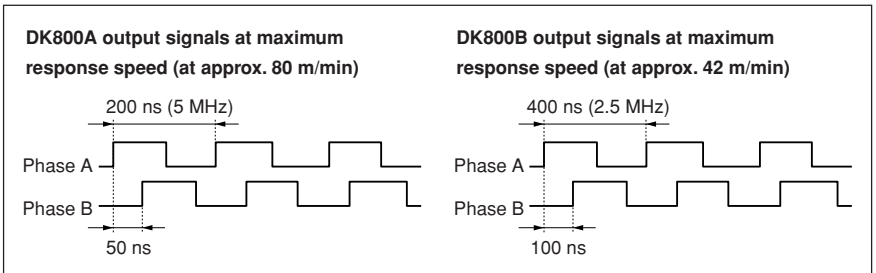 DK800A output signals at maximum
response speed (at approx. 80 m/min)
200 ns (5 MHz)
Phase A
Phase B
50 ns
DK800B output signals at maximum
response speed (at approx. 42 m/min)
400 ns (2.5 MHz)
Phase A
Phase B
100 ns